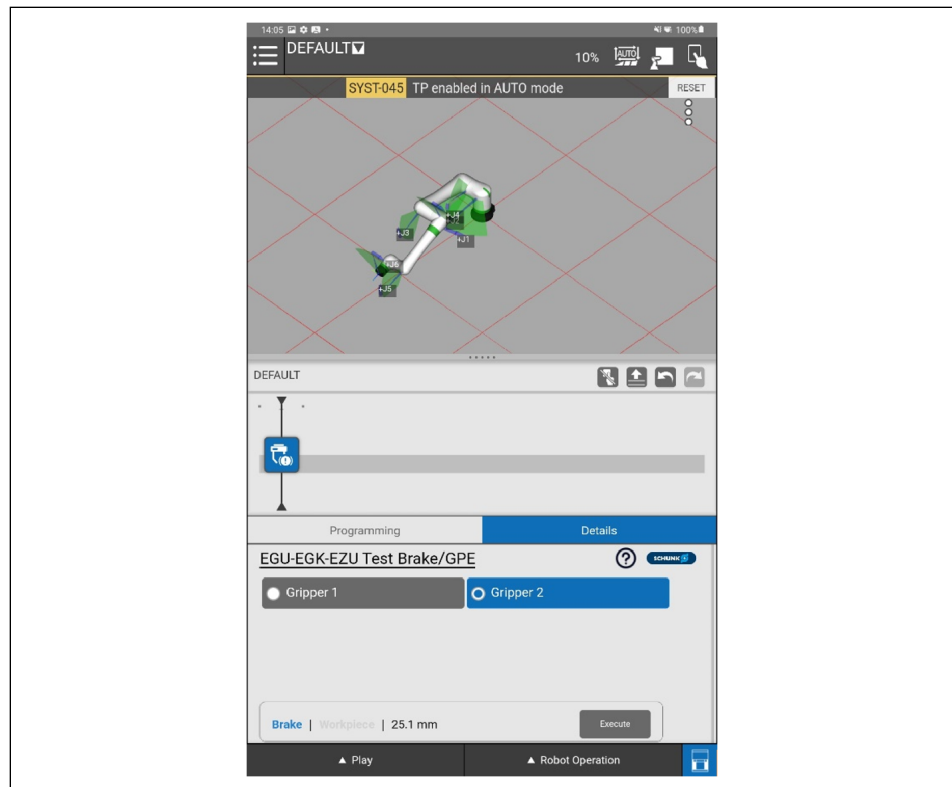 14:05
100%
DEFAULT
10%
AUTO
SYST-045 TP enabled in AUTO mode
RESET
+J4
+J3
+J1
+J6
+J5
DEFAULT
Programming
Details
EGU-EGK-EZU Test Brake/GPE
SCHUNK
Gripper 1
Gripper 2
Brake | Workpiece | 25.1 mm
Execute
Play
Robot Operation